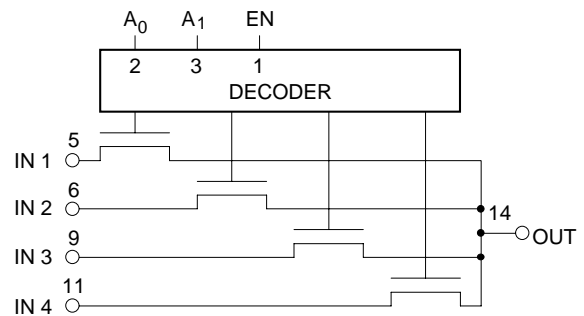 A0 A1 EN
2 3 1
DECODER
5
IN 1
6
IN 2
14
OUT
9
IN 3
11
IN 4